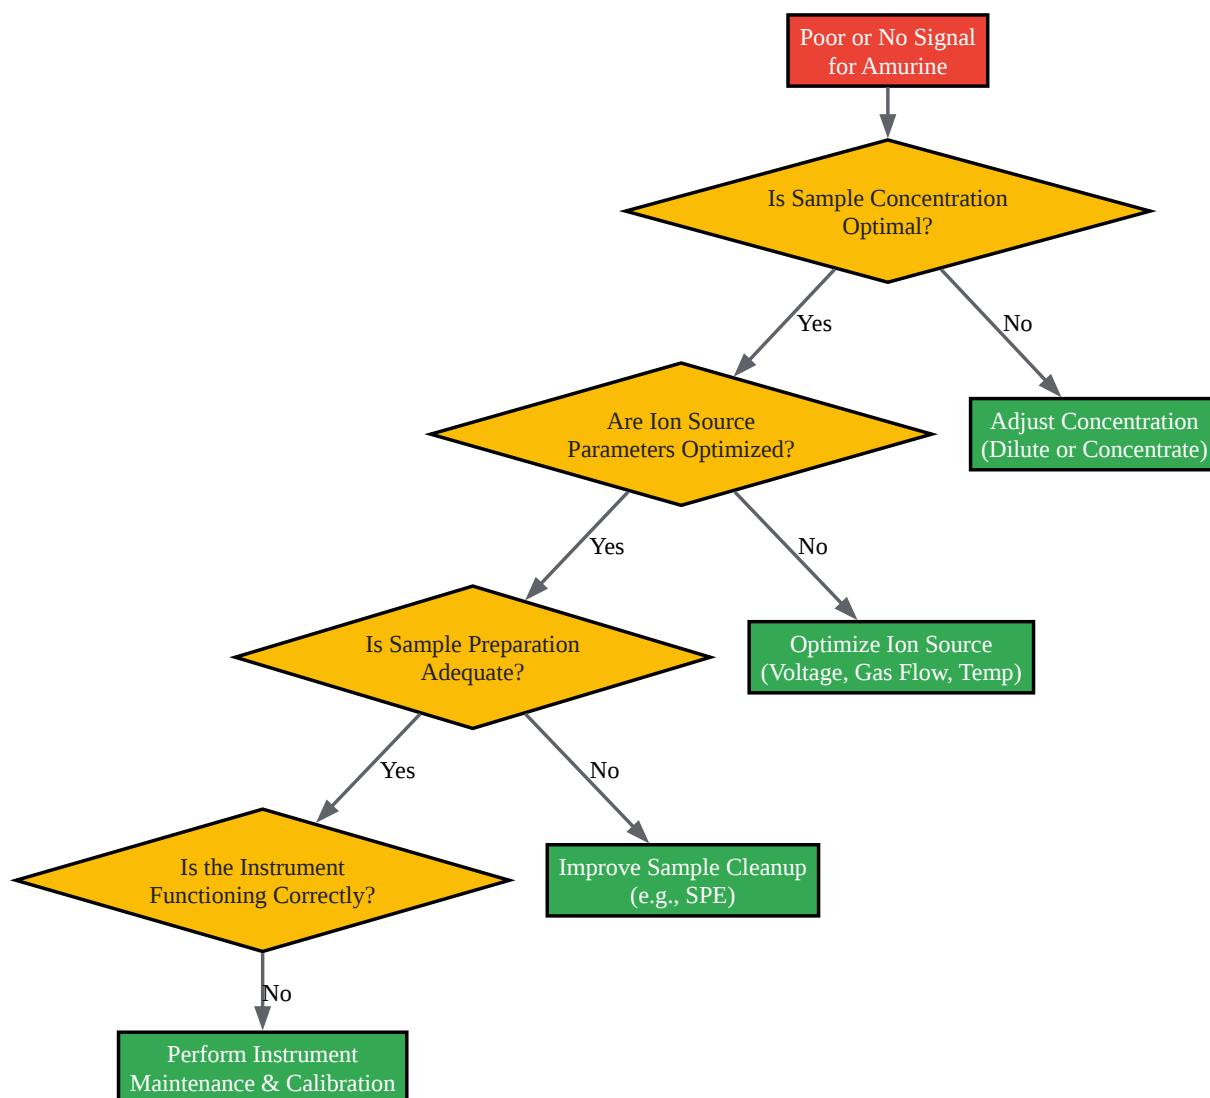 Poor or No Signal
for Amurine
Is Sample Concentration
Optimal?
Yes
No
Are Ion Source
Parameters Optimized?
Adjust Concentration
(Dilute or Concentrate)
Yes
No
Is Sample Preparation
Adequate?
Optimize Ion Source
(Voltage, Gas Flow, Temp)
Yes
No
Is the Instrument
Functioning Correctly?
Improve Sample Cleanup
(e.g., SPE)
No
Perform Instrument
Maintenance & Calibration